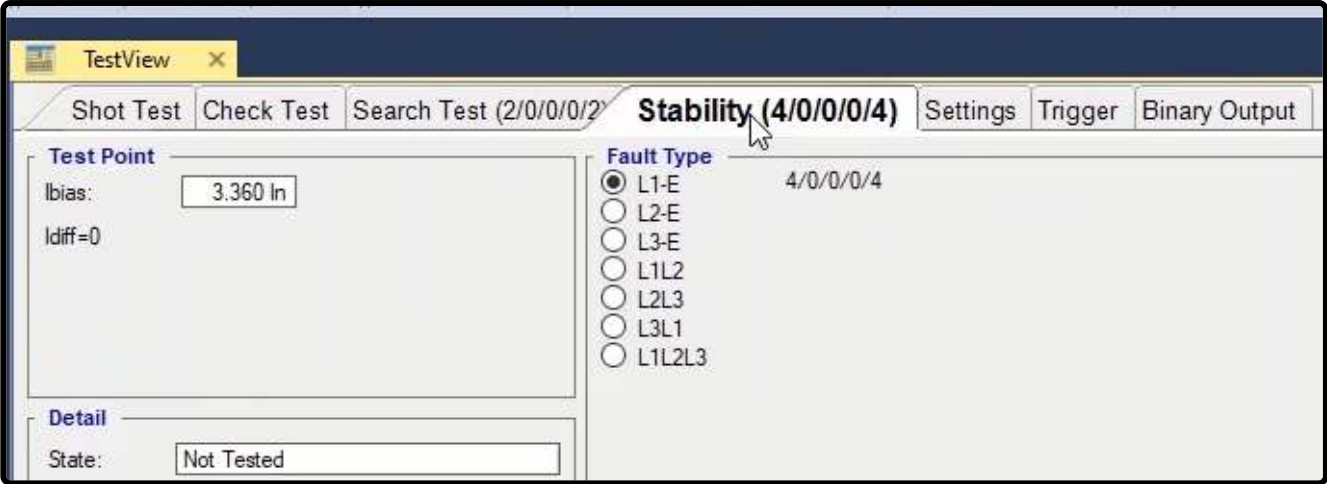 TestView
Shot Test Check Test Search Test (2/0/0/0/2) Stability (4/0/0/0/4) Settings Trigger Binary Output
Test Point
Ibias: 3.360 In
Idiff=0
Fault Type
L1-E 4/0/0/0/4
L2-E
L3-E
L1L2
L2L3
L3L1
L1L2L3
Detail
State: Not Tested